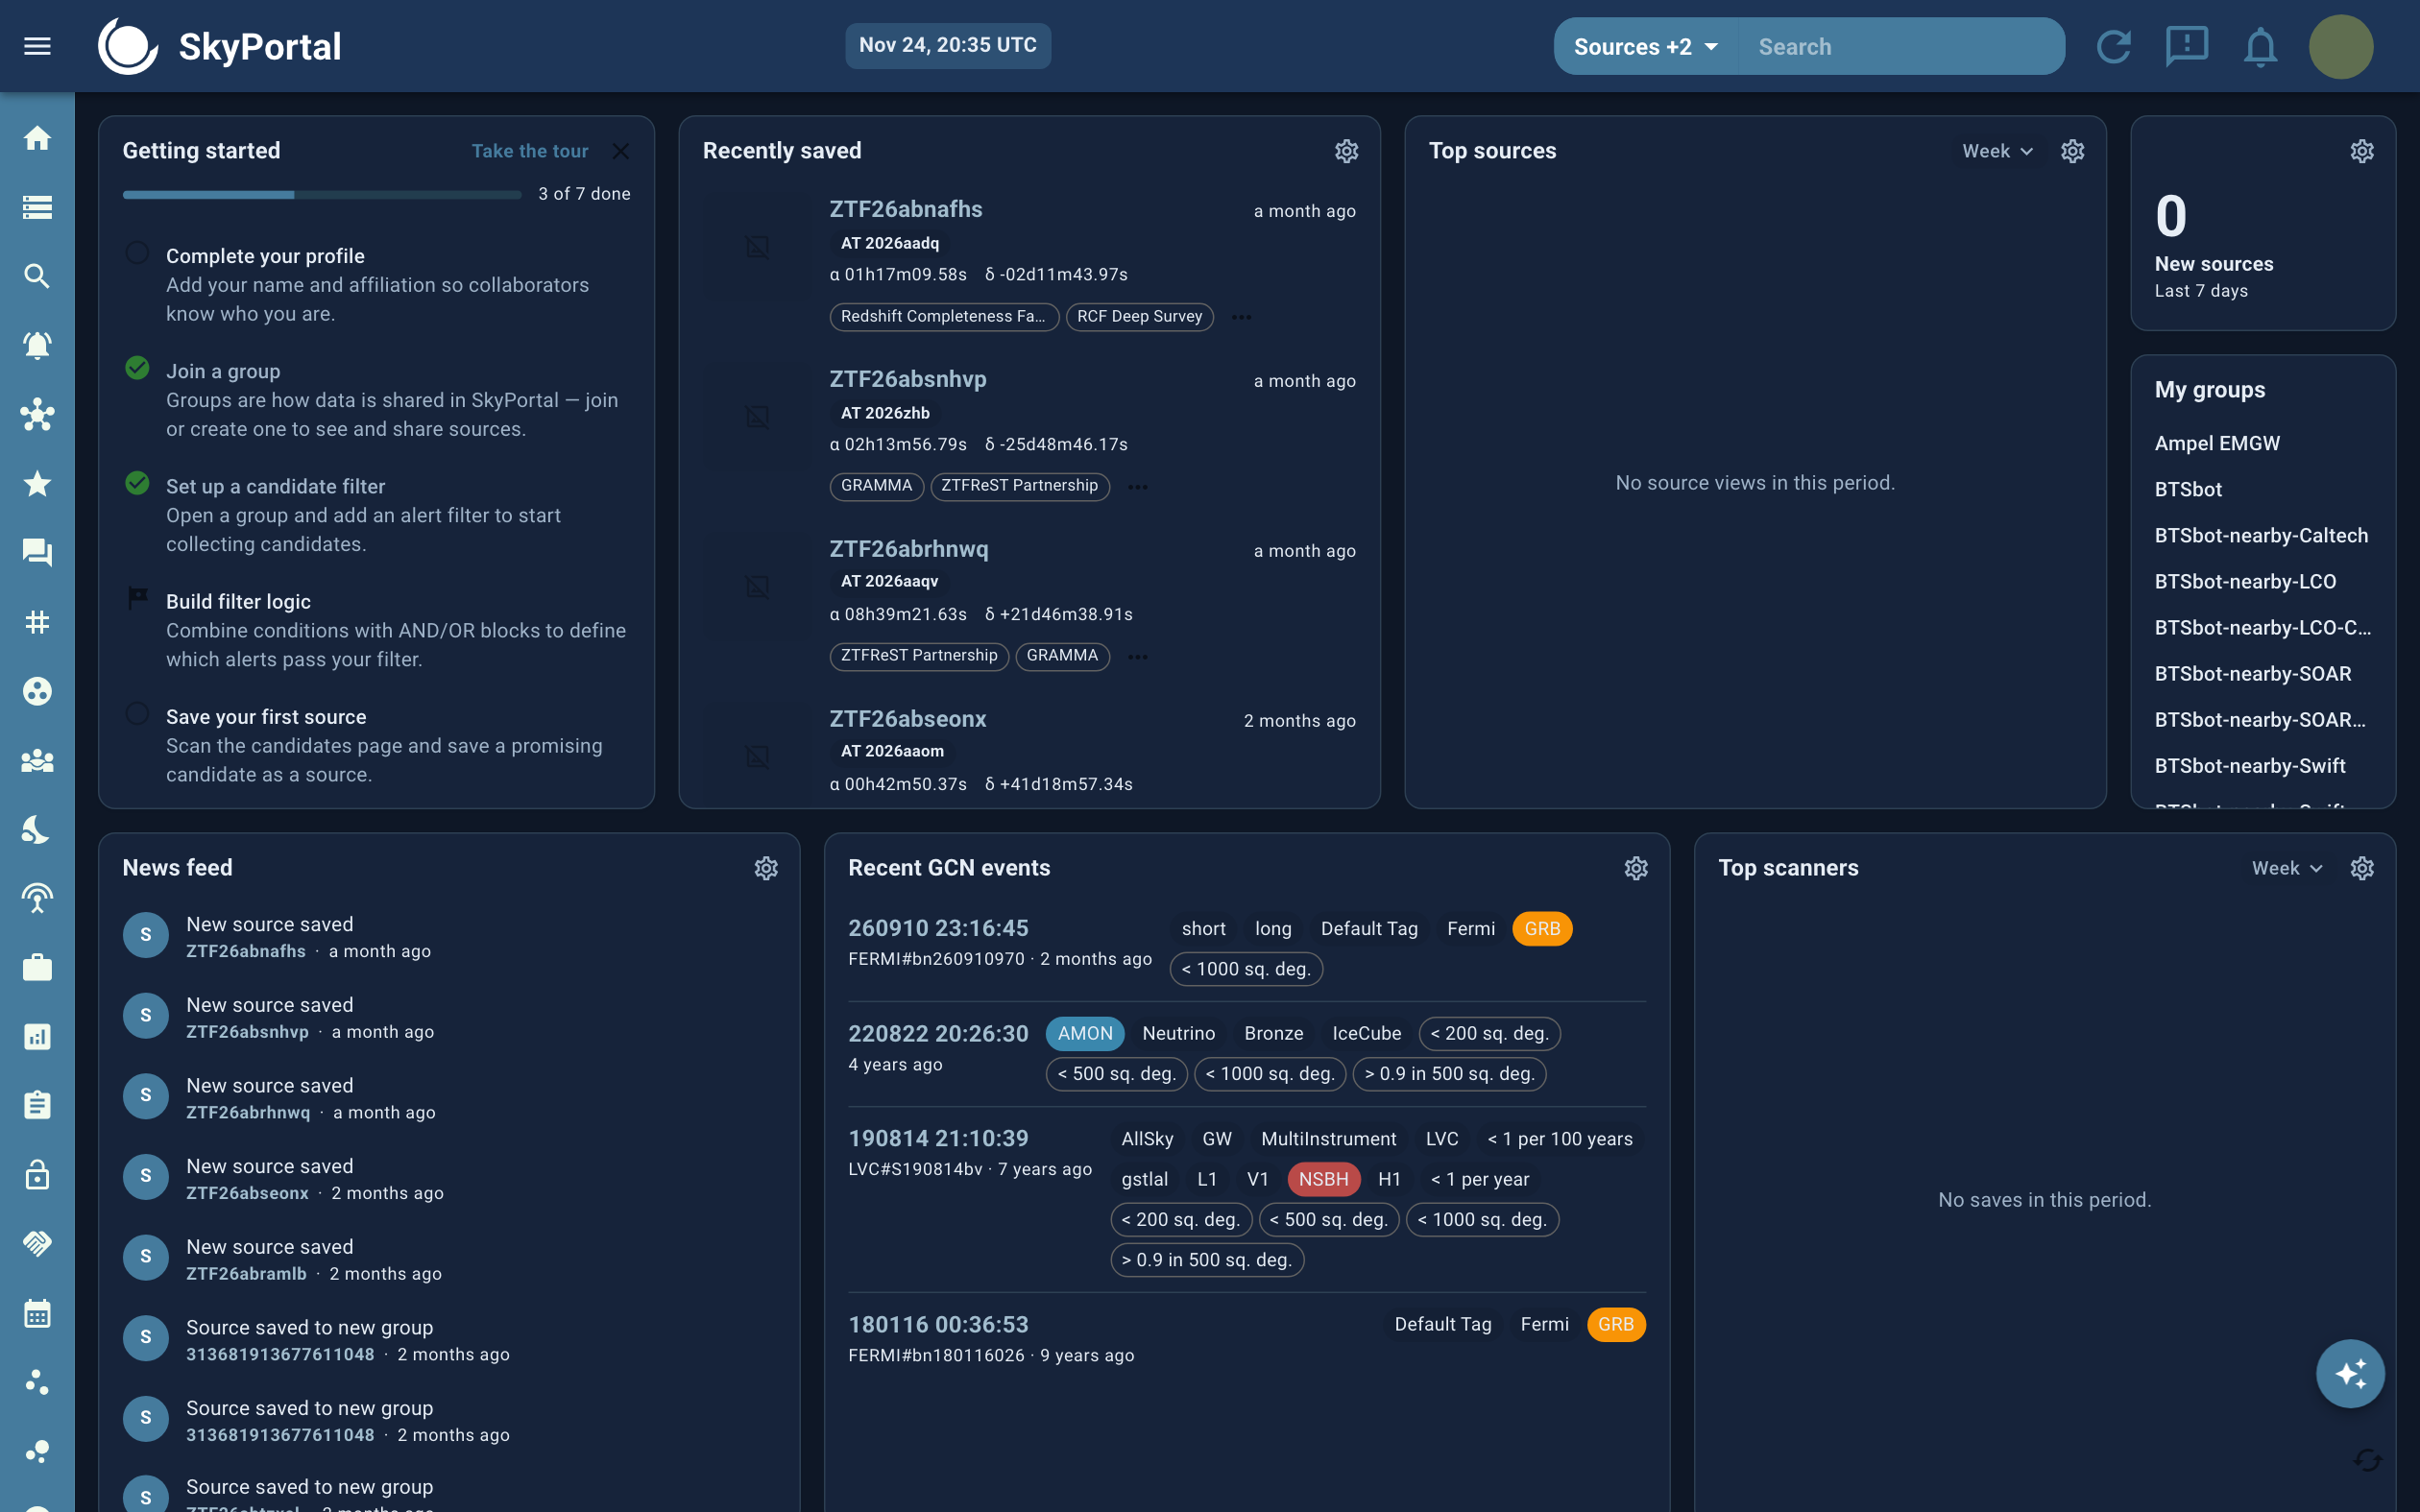 SkyPortal
Nov 24, 20:35 UTC
Sources +2
Search
Getting started
Take the tour
3 of 7 done
Complete your profile
Add your name and affiliation so collaborators
know who you are.
Join a group
Groups are how data is shared in SkyPortal — join
or create one to see and share sources.
Set up a candidate filter
Open a group and add an alert filter to start
collecting candidates.
Build filter logic
Combine conditions with AND/OR blocks to define
which alerts pass your filter.
Save your first source
Scan the candidates page and save a promising
candidate as a source.
Recently saved
ZTF26abnafhs
a month ago
AT 2026aadq
α 01h17m09.58s δ -02d11m43.97s
Redshift Completeness Fa... RCF Deep Survey ...
ZTF26absnhvp
a month ago
AT 2026zhb
α 02h13m56.79s δ -25d48m46.17s
GRAMMA ZTFReST Partnership ...
ZTF26abrhnwq
a month ago
AT 2026aaqv
α 08h39m21.63s δ +21d46m38.91s
ZTFReST Partnership GRAMMA ...
ZTF26abseonx
2 months ago
AT 2026aaom
α 00h42m50.37s δ +41d18m57.34s
Top sources
Week
No source views in this period.
0
New sources
Last 7 days
My groups
Ampel EMGW
BTSbot
BTSbot-nearby-Caltech
BTSbot-nearby-LCO
BTSbot-nearby-LCO-C...
BTSbot-nearby-SOAR
BTSbot-nearby-SOAR...
BTSbot-nearby-Swift
News feed
S
New source saved
ZTF26abnafhs · a month ago
S
New source saved
ZTF26absnhvp · a month ago
S
New source saved
ZTF26abrhnwq · a month ago
S
New source saved
ZTF26abseonx · 2 months ago
S
New source saved
ZTF26abramlb · 2 months ago
S
Source saved to new group
313681913677611048 · 2 months ago
S
Source saved to new group
313681913677611048 · 2 months ago
S
Source saved to new group
Recent GCN events
260910 23:16:45
FERMI#bn260910970 · 2 months ago
short long Default Tag Fermi GRB
< 1000 sq. deg.
220822 20:26:30
4 years ago
AMON Neutrino Bronze IceCube < 200 sq. deg.
< 500 sq. deg. < 1000 sq. deg. > 0.9 in 500 sq. deg.
190814 21:10:39
LVC#S190814bv · 7 years ago
AllSky GW MultiInstrument LVC < 1 per 100 years
gstlal L1 V1 NSBH H1 < 1 per year
< 200 sq. deg. < 500 sq. deg. < 1000 sq. deg.
> 0.9 in 500 sq. deg.
180116 00:36:53
FERMI#bn180116026 · 9 years ago
Default Tag Fermi GRB
Top scanners
Week
No saves in this period.